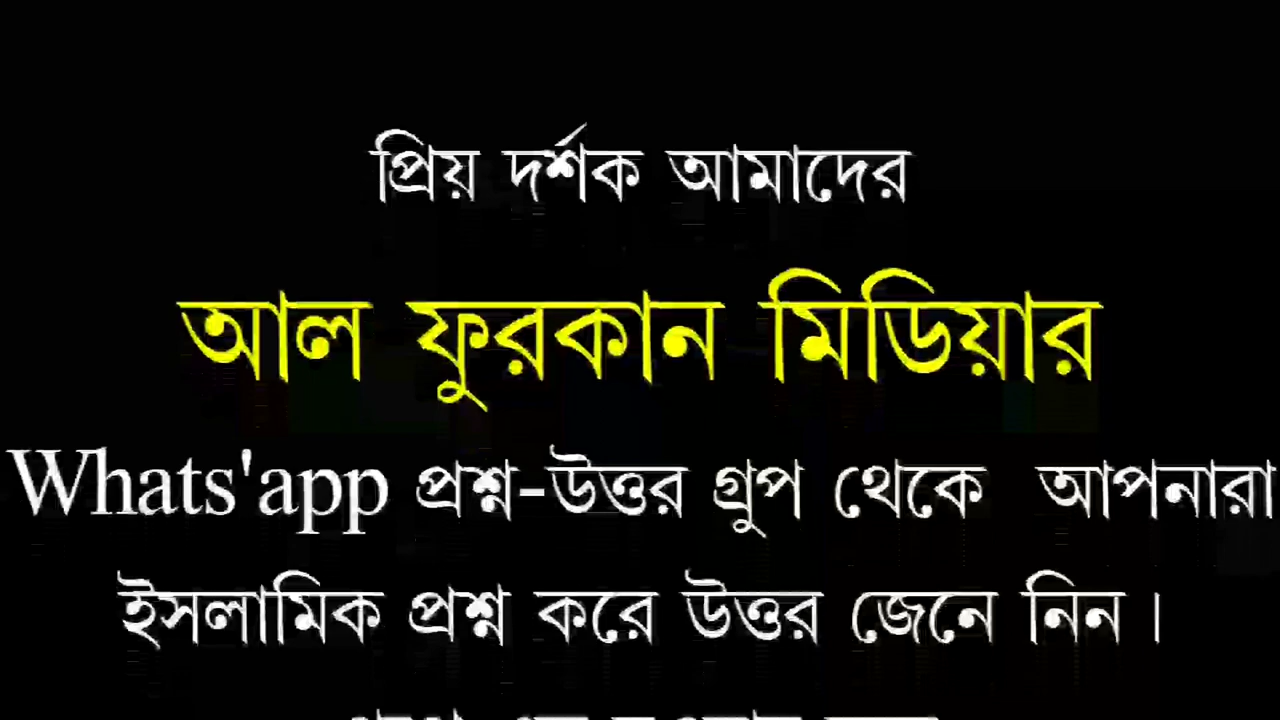 প্রিয় দর্শক আমাদের
আল ফুরকান মিডিয়ার
Whats'app প্রশ্ন-উত্তর গ্রুপ থেকে আপনারা
ইসলামিক প্রশ্ন করে উত্তর জেনে নিন।